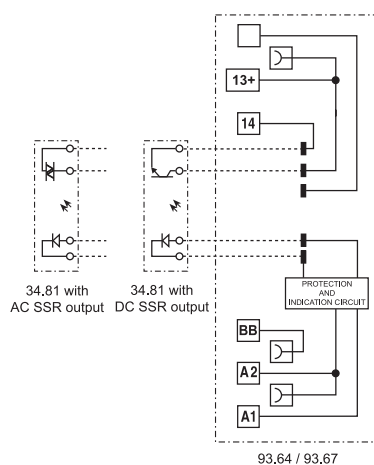 13+
14
34.81 with
AC SSR output
34.81 with
DC SSR output
PROTECTION
AND
INDICATION CIRCUIT
BB
A2
A1
93.64 / 93.67